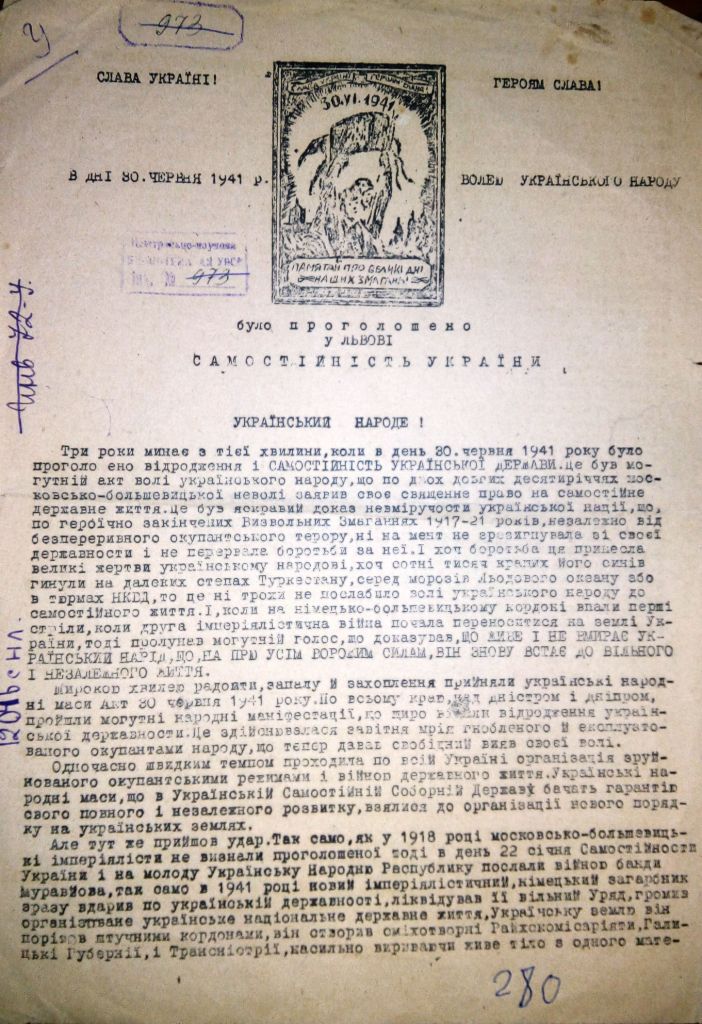 У
973
СЛАВА УКРАЇНІ!
ГЕРОЯМ СЛАВА!
30.VI.1941
В ДНІ 30.ЧЕРВНЯ 1941 р.
ВОЛЕЮ УКРАЇНСЬКОГО НАРОДУ
ПАМЯТАЙ ПРО ВЕЛИКІ ДНІ
НАШИХ ЗМАГАНЬ!
Центрально-наукова
БІБЛІОТЕКА АН УРСР
Інв. № 973
було проголошено
у ЛЬВОВІ
САМОСТІЙНІСТЬ УКРАЇНИ
УКРАЇНСЬКИЙ НАРОДЕ !
Три роки минає з тієї хвилини,коли в день 30.червня 1941 року було
проголо ено відродження і САМОСТІЙНІСТЬ УКРАЇНСЬКОЇ ДЕРЖАВИ.Це був мо-
гутній акт волі українського народу,що по двох довгих десятиріччях мос-
ковсько-большевицької неволі заявив своє священне право на самостійне
державне життя.Це був яскравий доказ невміручости української нації,що,
по героїчно закінчених Визвольних Змаганнях 1917-21 років,незалежно від
безпереривного окупантського терору,ні на мент не зрезигнувала зі своєї
державности і не перервала боротьби за неї.І хоч боротьба ця принесла
великі жертви українському народові,хоч сотні тисяч кращих його синів
гинули на далеких степах Туркестану,серед морозів Льодового океану або
в тюрмах НКВД,то це ні трохи не послабило волі українського народу до
самостійного життя.І,коли на німецько-большевицькому кордоні впали перші
стріли,коли друга імперіялістична війна почала переноситися на землі Ук-
раїни,тоді пролунав могутній голос,що доказував,ЩО ЖИВЕ І НЕ ВМИРАЄ УК-
РАЇНСЬКИЙ НАРІД,ЩО,НА ПРЮ УСІМ ВОРОЖИМ СИЛАМ,ВІН ЗНОВУ ВСТАЄ ДО ВІЛЬНОГО
І НЕЗАЛЕЖНОГО ЖИТТЯ.
Широкою хвилею радости,запалу й захоплення прийняли українські народ-
ні маси Акт 30 червня 1941 року.По всьому краю,над дністром і дніпром,
пройшли могутні народні маніфестації,що щиро вітали відродження україн-
ської державности.Це здійснювалася завітня мрія гнобленого й експлуато-
ваного окупантами народу,що тепер давав свобідний вияв своєї волі.
Одночасно швидким темпом проходила по всій Україні організація зруй-
нованого окупантськими режимами і війною державного життя.Українські на-
родні маси,що в Українській Самостійній Соборній Державі бачать гарантію
свого повного і незалежного розвитку,взялися до організації нового поряд-
ку на українських землях.
Але тут же прийшов удар.Так само,як у 1918 році московсько-большевиць-
кі імперіялісти не визнали проголошеної тоді в день 22 січня Самостійности
України і на молоду Українську Народню Республику послали війною банди
Муравйова,так само в 1941 році новий імперіялістичний,німецький загарбник
зразу вдарив по українській державності,ліквідував її вільний Уряд,громив
організоване українське національне державне життя,Українську землю він
порізав штучними кордонами,він створив сміхотворні Райхскомісаріяти,Гали-
цькі Губернії,і Трансністрії,насильно вириваючи живе тіло з одного мате-
280